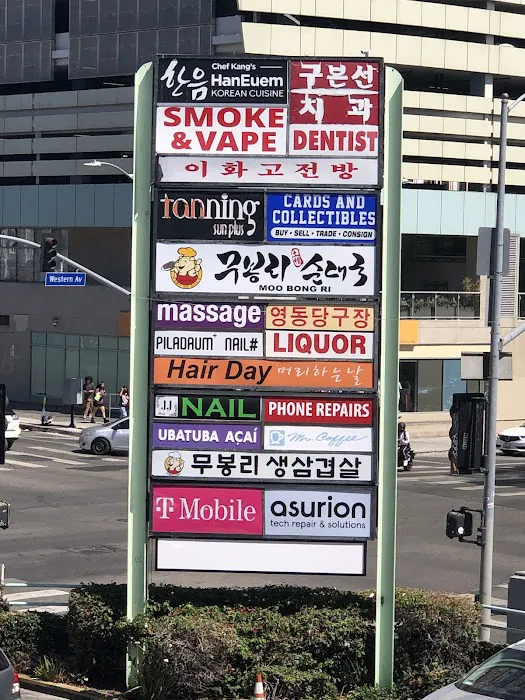 한음
Chef Kang's
HanEuem
KOREAN CUISINE
구본선
치과
SMOKE
& VAPE
DENTIST
이화고전방
tanning
sun plus
CARDS AND
COLLECTIBLES
BUY - SELL - TRADE - CONSIGN
무봉리 순대국
MOO BONG RI
Western Av
massage
영동당구장
PILADRUM+ NAIL#
LIQUOR
Hair Day 머리하는날
JJ NAIL
PHONE REPAIRS
UBATUBA AÇAÍ
Mr. Coffee
무봉리 생삼겹살
T Mobile
asurion
tech repair & solutions